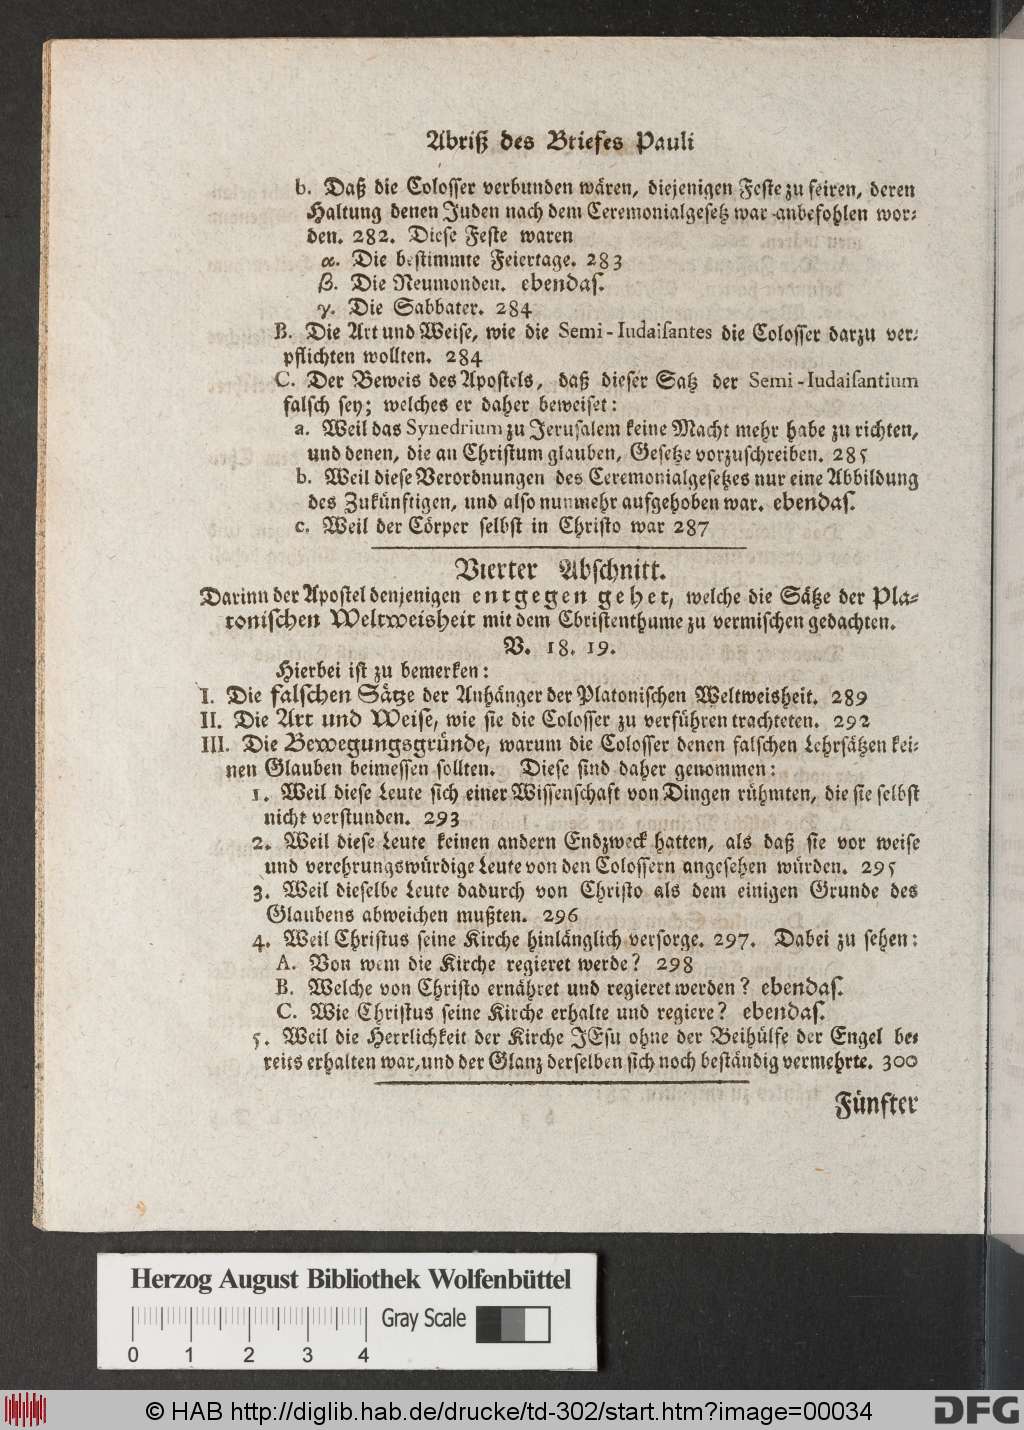 Abriß des Briefes Pauli
b. Daß die Colosser verbunden wären, diejenigen Feste zu feiren, deren
Haltung denen Juden nach dem Ceremonialgesetz war anbefohlen wor-
den. 282. Diese Feste waren
α. Die bestimmte Feiertage. 283
β. Die Neumonden. ebendas.
γ. Die Sabbater. 284
B. Die Art und Weise, wie die Semi-Iudaisantes die Colosser darzu ver-
pflichten wollten. 284
C. Der Beweis des Apostels, daß dieser Satz der Semi-Iudaisantium
falsch sey; welches er daher beweiset:
a. Weil das Synedrium zu Jerusalem keine Macht mehr habe zu richten,
und denen, die an Christum glauben, Gesetze vorzuschreiben. 285
b. Weil diese Verordnungen des Ceremonialgesetzes nur eine Abbildung
des Zukünftigen, und also nunmehr aufgehoben war. ebendas.
c. Weil der Cörper selbst in Christo war 287
Vierter Abschnitt.
Darinn der Apostel denjenigen entgegen gehet, welche die Sätze der Pla-
tonischen Weltweisheit mit dem Christenthume zu vermischen gedachten.
V. 18. 19.
Hierbei ist zu bemerken:
I. Die falschen Sätze der Anhänger der Platonischen Weltweisheit. 289
II. Die Art und Weise, wie sie die Colosser zu verführen trachteten. 292
III. Die Bewegungsgründe, warum die Colosser denen falschen Lehrsätzen kei-
nen Glauben beimessen sollten. Diese sind daher genommen:
1. Weil diese Leute sich einer Wissenschaft von Dingen rühmten, die sie selbst
nicht verstunden. 293
2. Weil diese Leute keinen andern Endzweck hatten, als daß sie vor weise
und verehrungswürdige Leute von den Colossern angesehen würden. 295
3. Weil dieselbe Leute dadurch von Christo als dem einigen Grunde des
Glaubens abweichen mußten. 296
4. Weil Christus seine Kirche hinlänglich versorge. 297. Dabei zu sehen:
A. Von wem die Kirche regieret werde? 298
B. Welche von Christo ernähret und regieret werden? ebendas.
C. Wie Christus seine Kirche erhalte und regiere? ebendas.
5. Weil die Herrlichkeit der Kirche JEsu ohne der Beihülfe der Engel be-
reits erhalten war, und der Glanz derselben sich noch beständig vermehrte. 300
Fünfter
Herzog August Bibliothek Wolfenbüttel
Gray Scale
0 1 2 3 4
© HAB http://diglib.hab.de/drucke/td-302/start.htm?image=00034
DFG